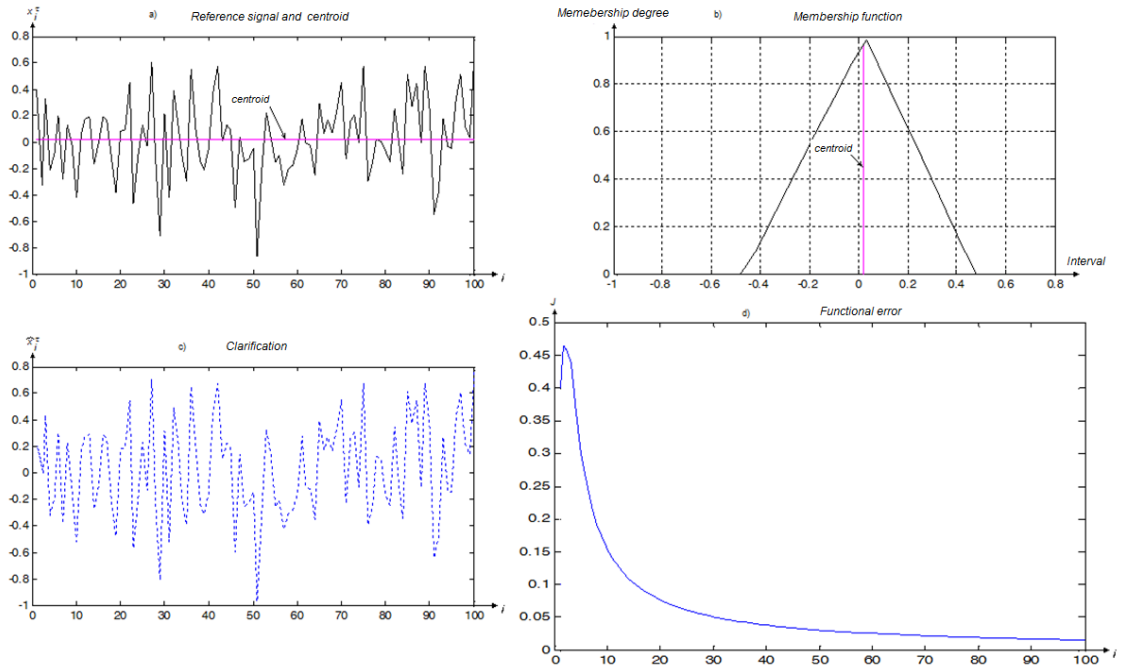 x_i^τ
a)
Reference signal and centroid
0.8
0.6
0.4
0.2
0
0.2
0.4
0.6
0.8
-1
centroid
0 10 20 30 40 50 60 70 80 90 100
i
Memebership degree
b)
Membership function
1
0.8
0.6
0.4
0.2
0
centroid
-1 -0.8 -0.6 -0.4 -0.2 0 0.2 0.4 0.6 0.8
Interval
x̂_i^τ
c)
Clarification
0.8
0.6
0.4
0.2
0
-0.2
-0.4
-0.6
-0.8
-1
0 10 20 30 40 50 60 70 80 90 100
i
J
d)
Functional error
0.5
0.45
0.4
0.35
0.3
0.25
0.2
0.15
0.1
0.05
0
0 10 20 30 40 50 60 70 80 90 100
i